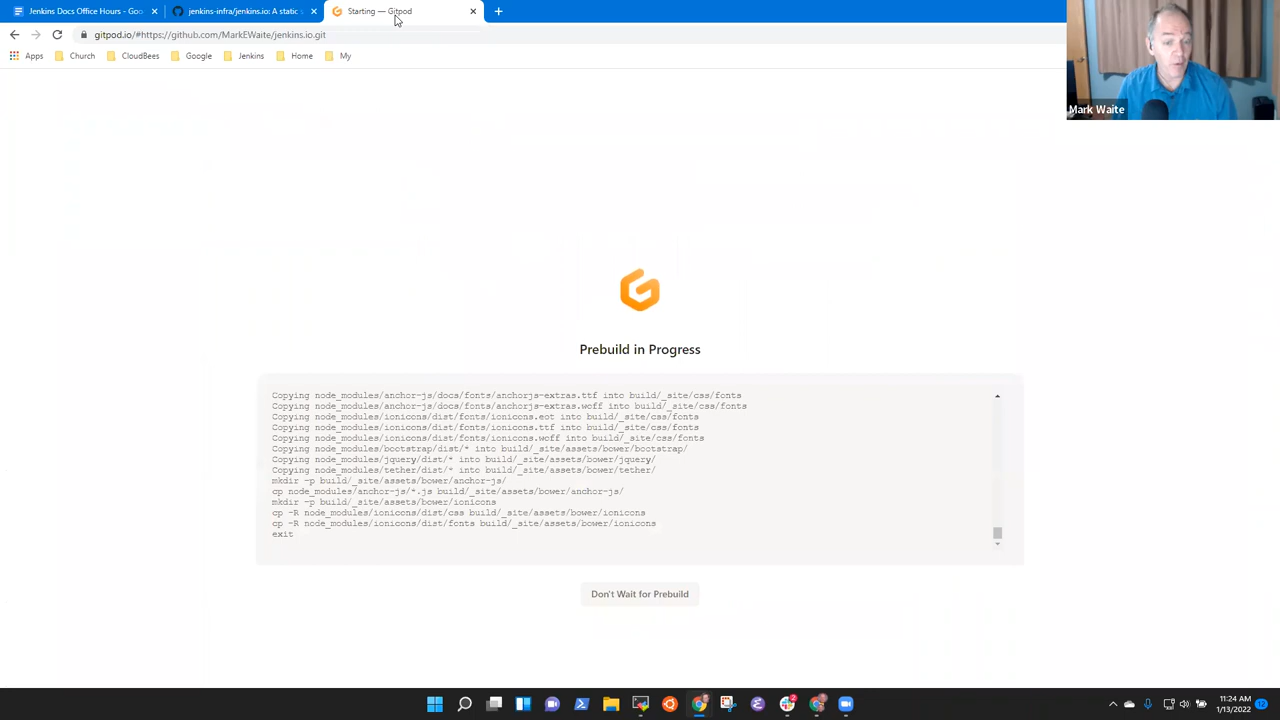 Jenkins Docs Office Hours - Goo
jenkins-infra/jenkins.io: A static s
Starting — Gitpod
gitpod.io/#https://github.com/MarkEWaite/jenkins.io.git
Apps
Church
CloudBees
Google
Jenkins
Home
My
Mark Waite
Prebuild in Progress
Copying node_modules/anchor-js/docs/fonts/anchorjs-extras.ttf into build/_site/css/fonts
Copying node_modules/anchor-js/docs/fonts/anchorjs-extras.woff into build/_site/css/fonts
Copying node_modules/ionicons/dist/fonts/ionicons.eot into build/_site/css/fonts
Copying node_modules/ionicons/dist/fonts/ionicons.ttf into build/_site/css/fonts
Copying node_modules/ionicons/dist/fonts/ionicons.woff into build/_site/css/fonts
Copying node_modules/bootstrap/dist/* into build/_site/assets/bower/bootstrap/
Copying node_modules/jquery/dist/* into build/_site/assets/bower/jquery/
Copying node_modules/tether/dist/* into build/_site/assets/bower/tether/
mkdir -p build/_site/assets/bower/anchor-js/
cp node_modules/anchor-js/*.js build/_site/assets/bower/anchor-js/
mkdir -p build/_site/assets/bower/ionicons
cp -R node_modules/ionicons/dist/css build/_site/assets/bower/ionicons
cp -R node_modules/ionicons/dist/fonts build/_site/assets/bower/ionicons
exit
Don't Wait for Prebuild
11:24 AM
1/13/2022